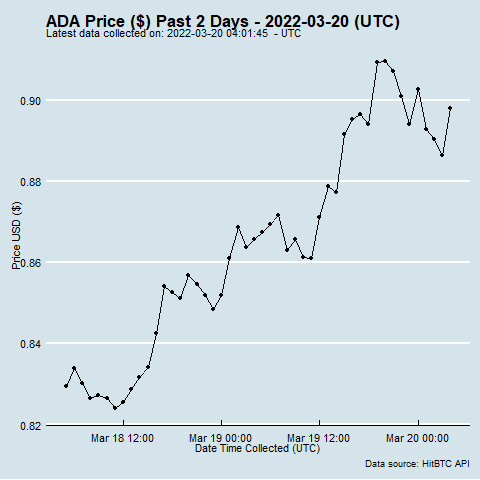 ADA Price ($) Past 2 Days - 2022-03-20 (UTC)
Latest data collected on: 2022-03-20 04:01:45  - UTC
0.90
0.88
0.86
0.84
0.82
Price USD ($)
Mar 18 12:00 Mar 19 00:00 Mar 19 12:00 Mar 20 00:00
Date Time Collected (UTC)
Data source: HitBTC API